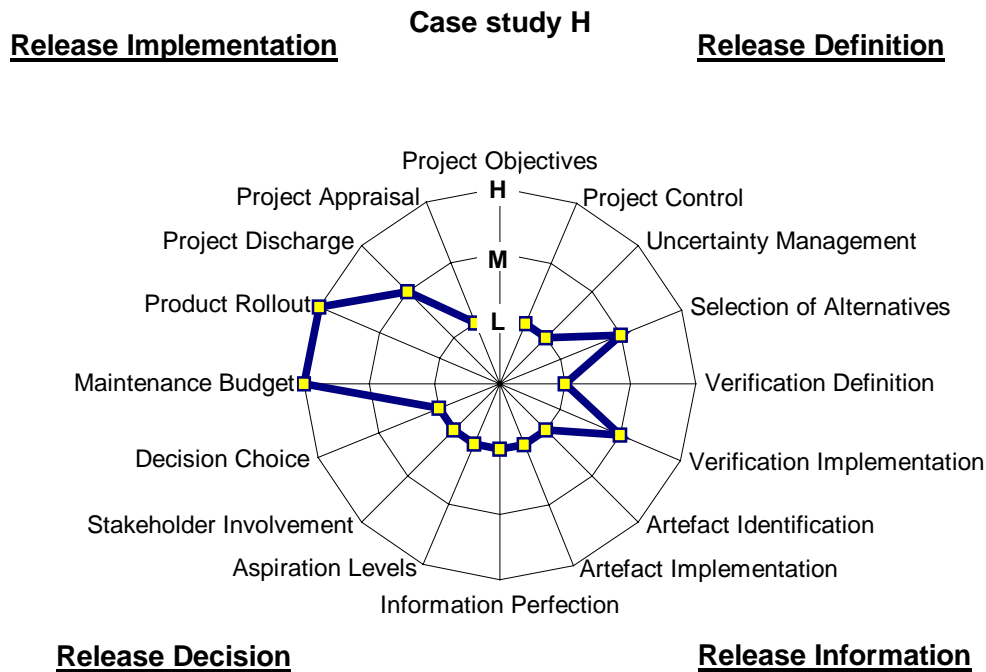 Case study H
Release Implementation
Release Definition
Project Objectives
H
Project Appraisal
Project Control
Project Discharge
Uncertainty Management
M
Product Rollout
Selection of Alternatives
L
Maintenance Budget
Verification Definition
Decision Choice
Verification Implementation
Stakeholder Involvement
Artefact Identification
Aspiration Levels
Artefact Implementation
Information Perfection
Release Decision
Release Information